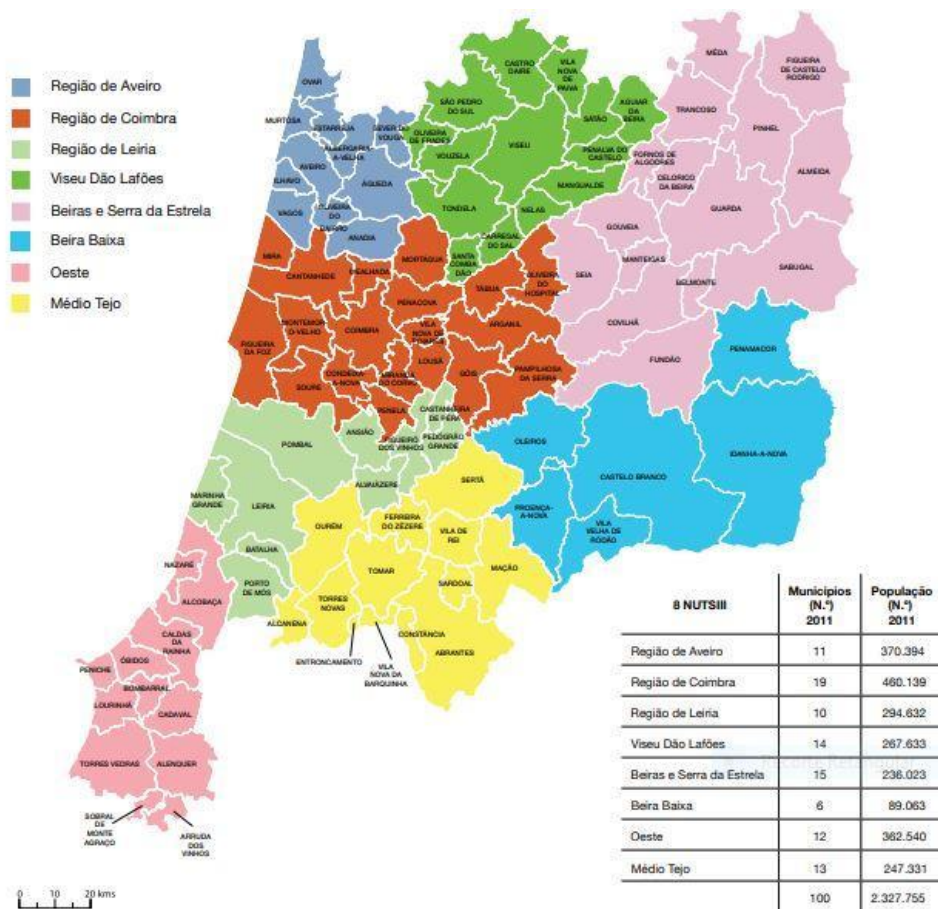 Região de Aveiro
Região de Coimbra
Região de Leiria
Viseu Dão Lafões
Beiras e Serra da Estrela
Beira Baixa
Oeste
Médio Tejo
OVAR
MURTOSA
ESTARREJA
SEVER DO
VOUGA
ALBERGARIA-
A-VELHA
AVEIRO
ÍLHAVO
ÁGUEDA
VAGOS
OLIVEIRA
DO
BAIRRO
ANADIA
CASTRO
DAIRE
VILA
NOVA
DE
PAIVA
SÃO PEDRO
DO SUL
OLIVEIRA
DE FRADES
VOUZELA
VISEU
SÁTÃO
AGUIAR
DA
BEIRA
PENALVA DO
CASTELO
MANGUALDE
TONDELA
NELAS
CARREGAL
DO SAL
SANTA
COMBA
DÃO
MÊDA
FIGUEIRA
DE CASTELO
RODRIGO
TRANCOSO
PINHEL
FORNOS DE
ALGODRES
CELORICO
DA BEIRA
ALMEIDA
GUARDA
GOUVEIA
SEIA
MANTEIGAS
BELMONTE
SABUGAL
COVILHÃ
FUNDÃO
MIRA
CANTANHEDE
MEALHADA
MORTÁGUA
PENACOVA
TÁBUA
OLIVEIRA
DO
HOSPITAL
MONTEMOR-
O-VELHO
COIMBRA
VILA
NOVA DE
POIARES
ARGANIL
FIGUEIRA
DA FOZ
LOUSÃ
SOURE
CONDEIXA-
A-NOVA
MIRANDA
DO CORVO
GÓIS
PAMPILHOSA
DA SERRA
PENELA
PENAMACOR
OLEIROS
CASTELO BRANCO
IDANHA-A-NOVA
PROENÇA-
A-NOVA
VILA
VELHA DE
RODÃO
POMBAL
ANSIÃO
CASTANHEIRA
DE PÊRA
FIGUEIRÓ
DOS VINHOS
PEDRÓGÃO
GRANDE
ALVAIÁZERE
MARINHA
GRANDE
LEIRIA
BATALHA
PORTO
DE MÓS
SERTÃ
OURÉM
FERREIRA
DO ZÊZERE
VILA DE
REI
TOMAR
MAÇÃO
SARDOAL
TORRES
NOVAS
ALCANENA
CONSTÂNCIA
ABRANTES
ENTRONCAMENTO
VILA
NOVA DA
BARQUINHA
NAZARÉ
ALCOBAÇA
CALDAS
DA
RAINHA
ÓBIDOS
PENICHE
BOMBARRAL
LOURINHÃ
CADAVAL
TORRES VEDRAS
ALENQUER
SOBRAL
DE
MONTE
AGRAÇO
ARRUDA
DOS
VINHOS
0 10 20 kms
8 NUTSIII Municípios (N.º) 2011 População (N.º) 2011
Região de Aveiro 11 370.394
Região de Coimbra 19 460.139
Região de Leiria 10 294.632
Viseu Dão Lafões 14 267.633
Beiras e Serra da Estrela 15 236.023
Beira Baixa 6 89.063
Oeste 12 362.540
Médio Tejo 13 247.331
100 2.327.755